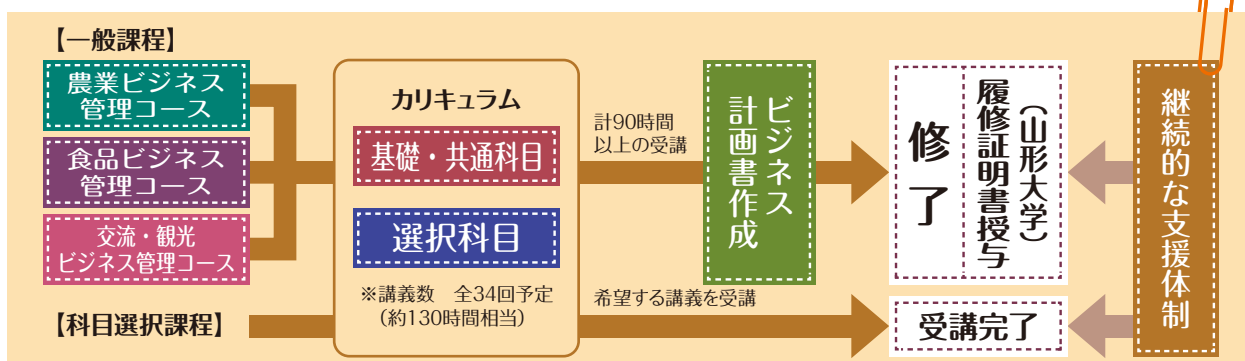 【一般課程】
農業ビジネス
管理コース
食品ビジネス
管理コース
交流・観光
ビジネス管理コース
【科目選択課程】
カリキュラム
基礎・共通科目
選択科目
※講義数　全34回予定
（約130時間相当）
計90時間
以上の受講
希望する講義を受講
ビジネス
計画書作成
修了
（山形大学）
履修証明書授与
受講完了
継続的な支援体制